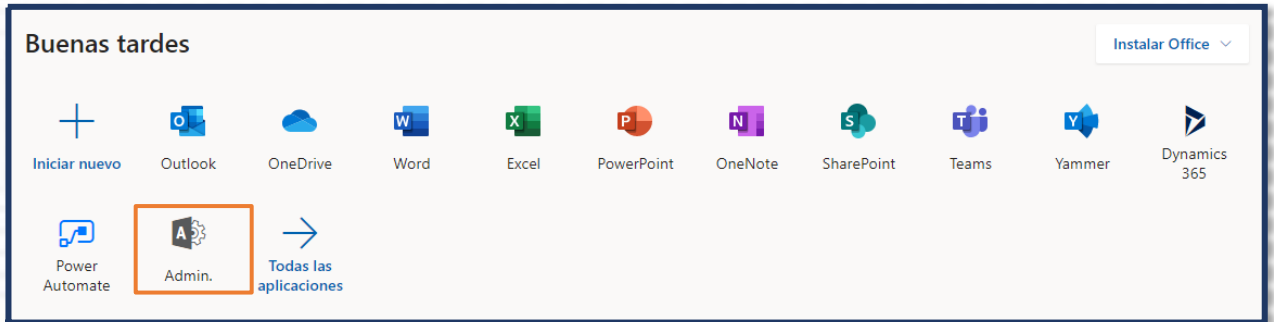 Buenas tardes
Instalar Office
Iniciar nuevo
Outlook
OneDrive
Word
Excel
PowerPoint
OneNote
SharePoint
Teams
Yammer
Dynamics
365
Power
Automate
Admin.
Todas las
aplicaciones